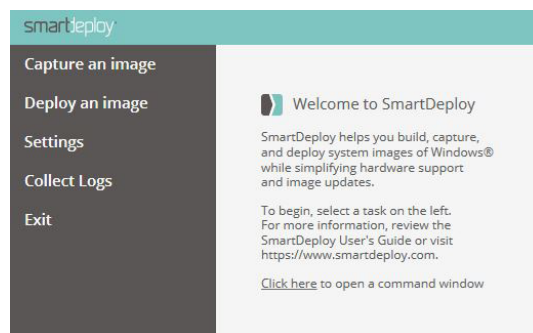 smartdeploy
Capture an image
Deploy an image
Settings
Collect Logs
Exit
Welcome to SmartDeploy
SmartDeploy helps you build, capture,
and deploy system images of Windows®
while simplifying hardware support
and image updates.
To begin, select a task on the left.
For more information, review the
SmartDeploy User's Guide or visit
https://www.smartdeploy.com.
Click here to open a command window